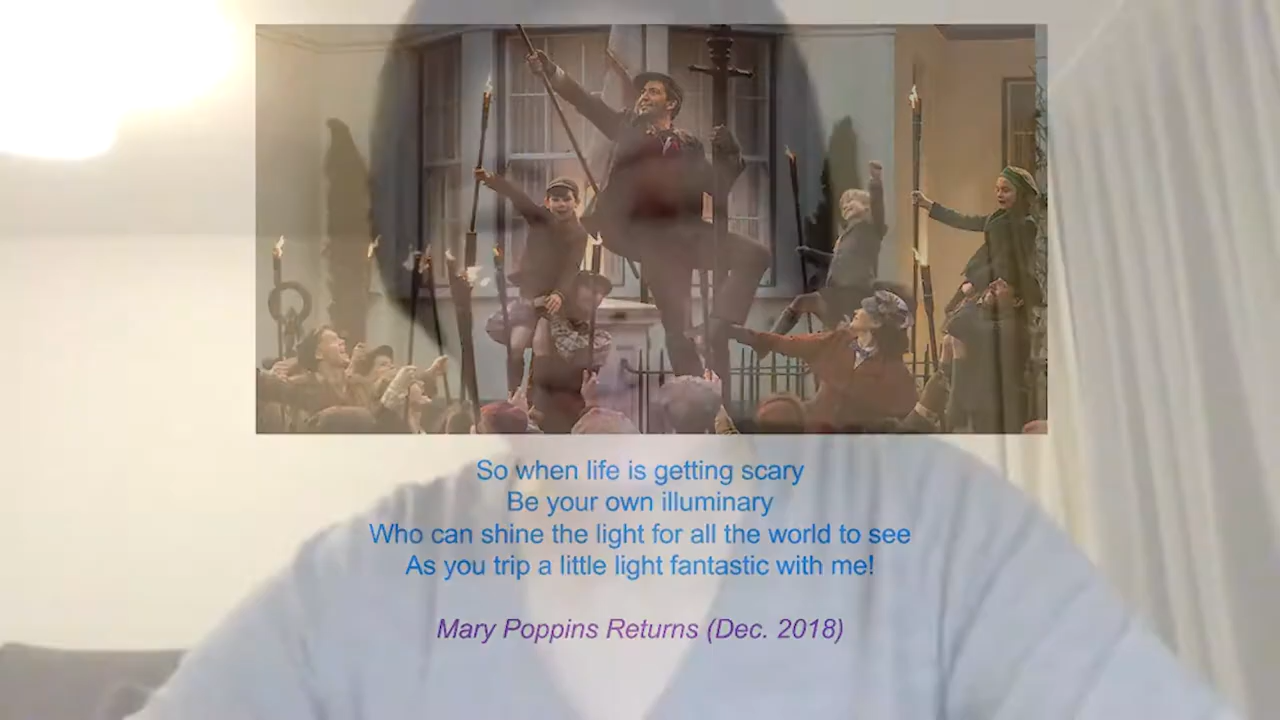 So when life is getting scary
Be your own illuminary
Who can shine the light for all the world to see
As you trip a little light fantastic with me!
Mary Poppins Returns (Dec. 2018)